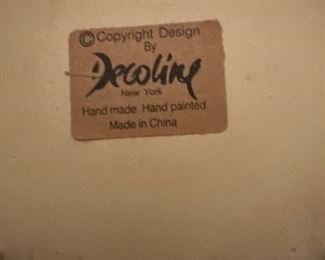 © Copyright Design
By
Decoline
New York
Hand made Hand painted
Made in China